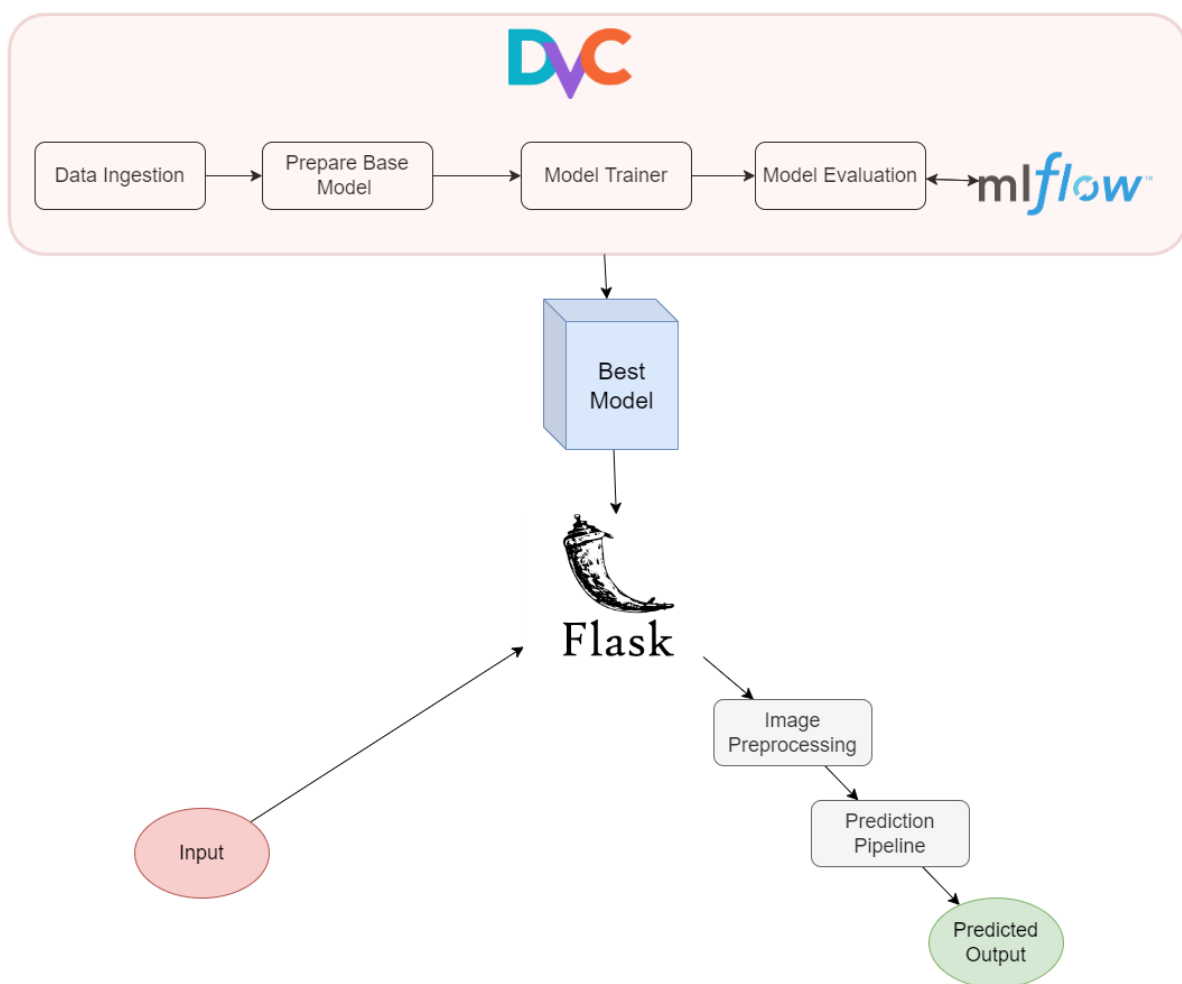 DVC
Data Ingestion
Prepare Base
Model
Model Trainer
Model Evaluation
mlflow™
Best
Model
Flask
Image
Preprocessing
Prediction
Pipeline
Input
Predicted
Output